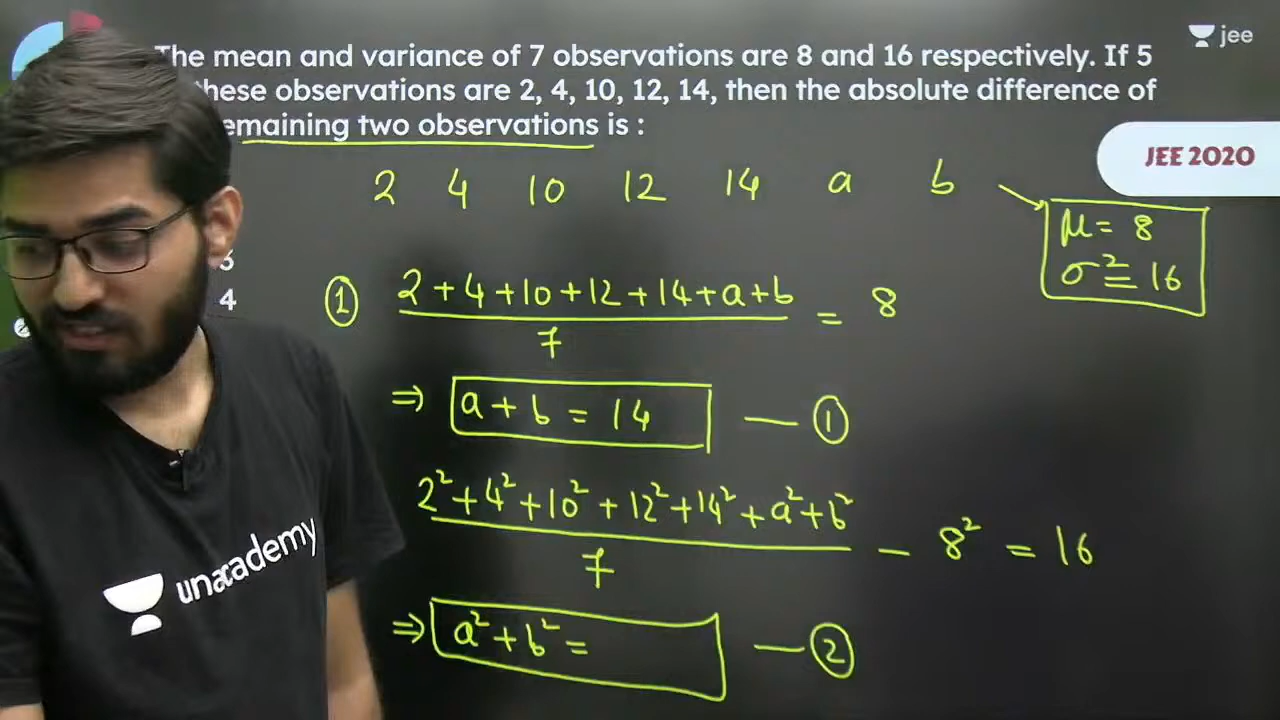 jee
The mean and variance of 7 observations are 8 and 16 respectively. If 5
these observations are 2, 4, 10, 12, 14, then the absolute difference of
emaining two observations is :
JEE 2020
2 4 10 12 14 a b
μ = 8
σ² = 16
3
4
① 2 + 4 + 10 + 12 + 14 + a + b = 8
7
⇒ a + b = 14 — ①
2² + 4² + 10² + 12² + 14² + a² + b² − 8² = 16
7
⇒ a² + b² = — ②
unacademy